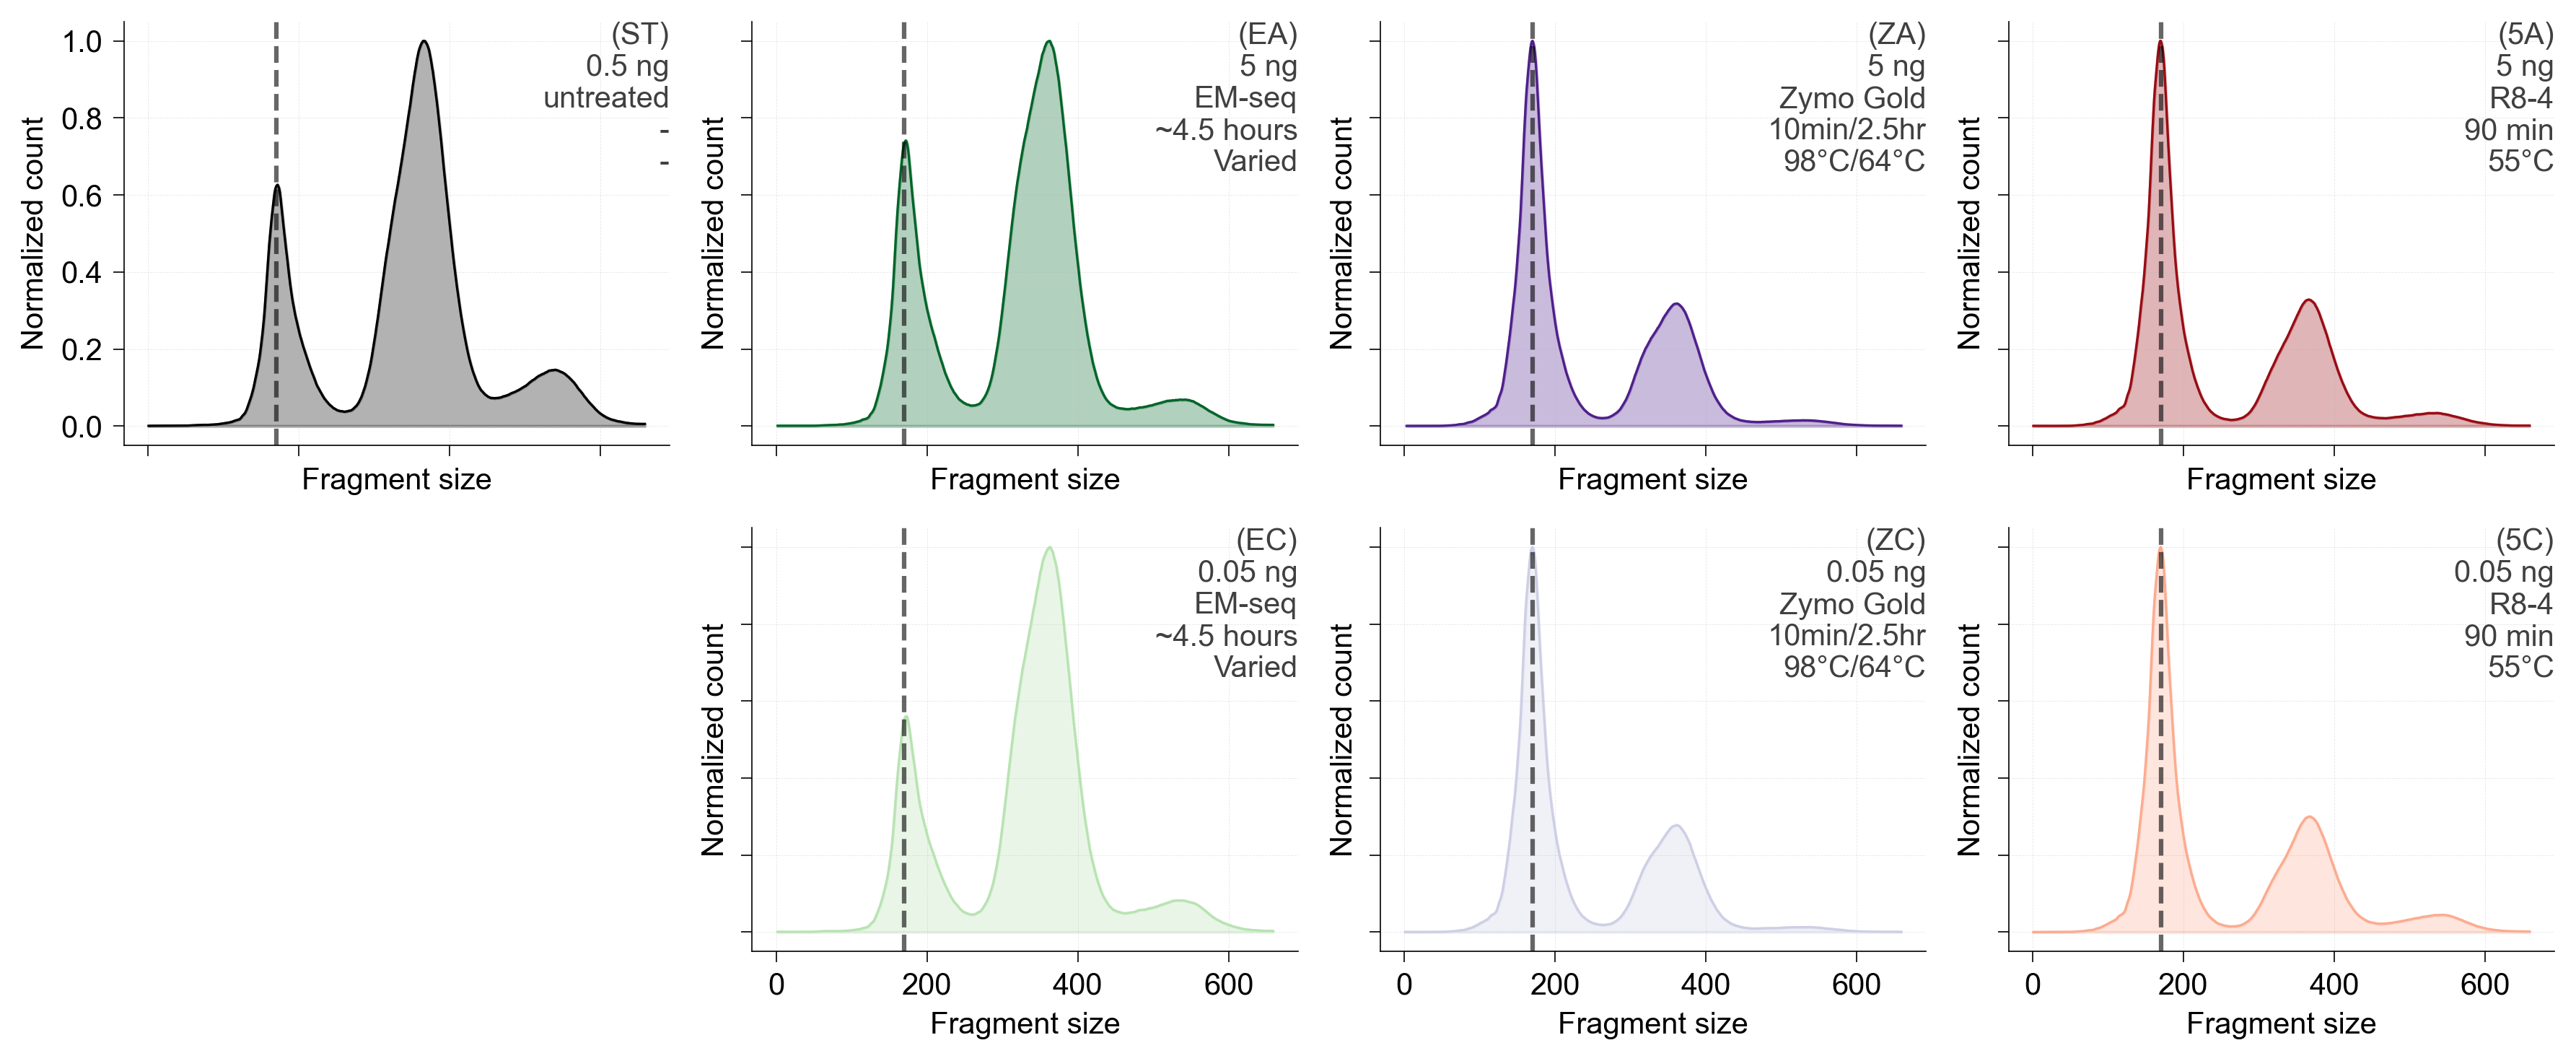 (ST)
0.5 ng
untreated
-
-
1.0
0.8
0.6
0.4
0.2
0.0
Normalized count
Fragment size
(EA)
5 ng
EM-seq
~4.5 hours
Varied
Normalized count
Fragment size
(ZA)
5 ng
Zymo Gold
10min/2.5hr
98°C/64°C
Normalized count
Fragment size
(5A)
5 ng
R8-4
90 min
55°C
Normalized count
Fragment size
(EC)
0.05 ng
EM-seq
~4.5 hours
Varied
Normalized count
0 200 400 600
Fragment size
(ZC)
0.05 ng
Zymo Gold
10min/2.5hr
98°C/64°C
Normalized count
0 200 400 600
Fragment size
(5C)
0.05 ng
R8-4
90 min
55°C
Normalized count
0 200 400 600
Fragment size